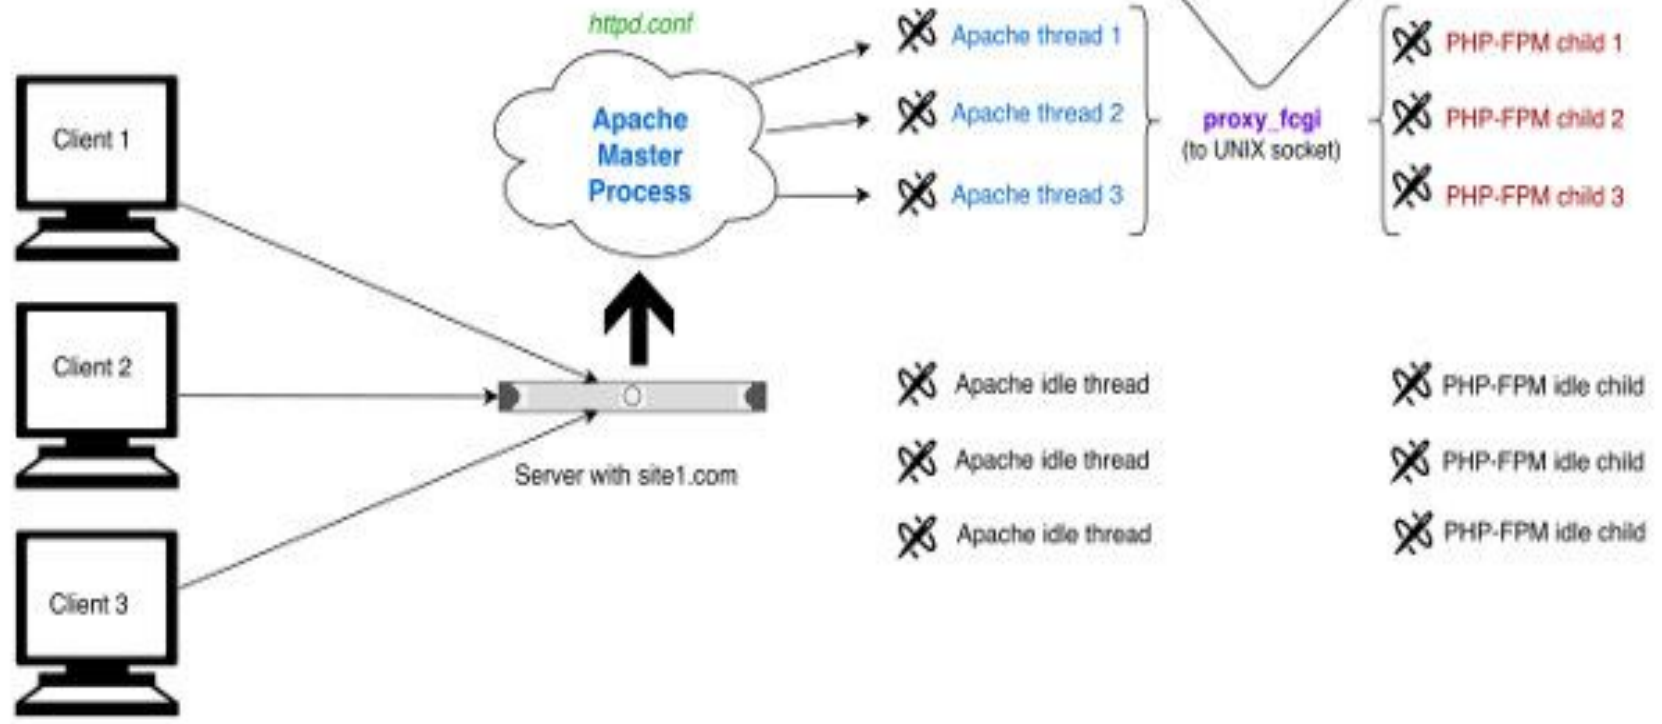 httpd.conf
Apache
Master
Process
Apache thread 1
Apache thread 2
Apache thread 3
proxy_fcgi
(to UNIX socket)
PHP-FPM child 1
PHP-FPM child 2
PHP-FPM child 3
Client 1
Client 2
Client 3
Server with site1.com
Apache idle thread
Apache idle thread
Apache idle thread
PHP-FPM idle child
PHP-FPM idle child
PHP-FPM idle child